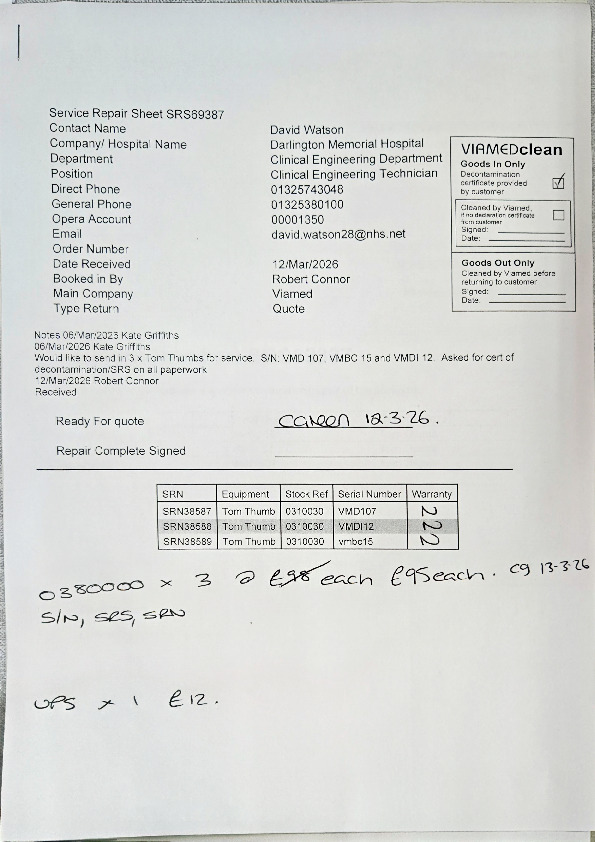 Service Repair Sheet SRS69387
Contact Name David Watson
Company/ Hospital Name Darlington Memorial Hospital
Department Clinical Engineering Department
Position Clinical Engineering Technician
Direct Phone 01325743048
General Phone 01325380100
Opera Account 00001350
Email david.watson28@nhs.net
Order Number
Date Received 12/Mar/2026
Booked in By Robert Connor
Main Company Viamed
Type Return Quote
VIAMEDclean
Goods In Only
Decontamination
certificate provided
by customer
Cleaned by Viamed,
if no declaration certificate
from customer
Signed:
Date:
Goods Out Only
Cleaned by Viamed before
returning to customer
Signed:
Date:
Notes 06/Mar/2026 Kate Griffiths
06/Mar/2026 Kate Griffiths
Would like to send in 3 x Tom Thumbs for service. S/N: VMD 107, VMBC 15 and VMDI 12. Asked for cert of
decontamination/SRS on all paperwork
12/Mar/2026 Robert Connor
Received
Ready For quote 12-3-26.
Repair Complete Signed
SRN Equipment Stock Ref Serial Number Warranty
SRN38587 Tom Thumb 0310030 VMD107 N
SRN38588 Tom Thumb 0310030 VMDI12 N
SRN38589 Tom Thumb 0310030 vmbc15 N
0380000 x 3 @ £98 each £95 each. CG 13-3-26
S/N, SRS, SRN
UPS x 1 £12.